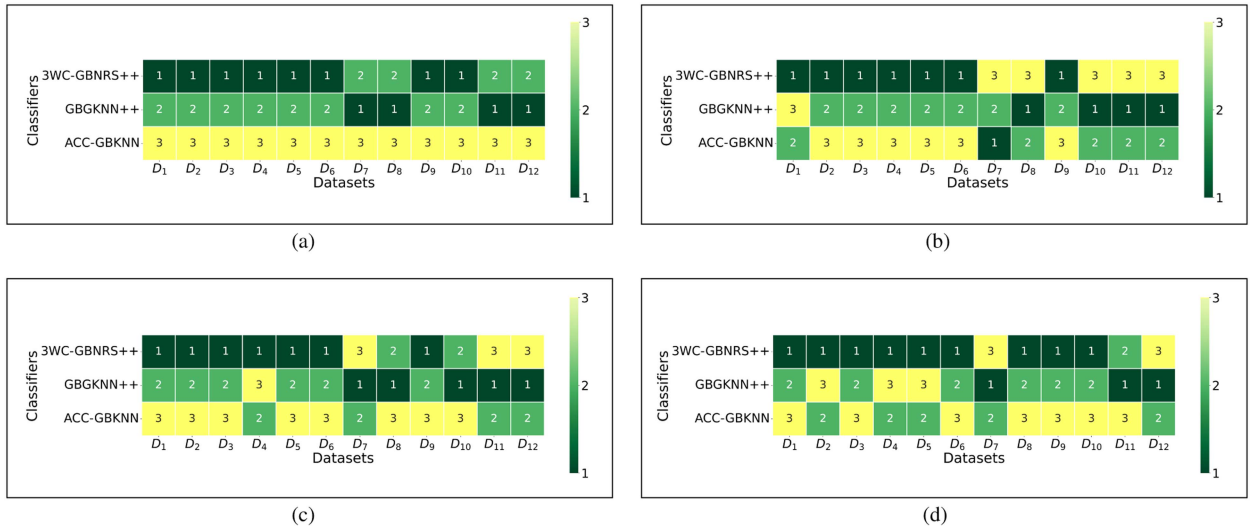 3
2
1
Classifiers
3WC-GBNRS++ 1 1 1 1 1 1 2 2 1 1 2 2
GBGKNN++ 2 2 2 2 2 2 1 1 2 2 1 1
ACC-GBKNN 3 3 3 3 3 3 3 3 3 3 3 3
D1 D2 D3 D4 D5 D6 D7 D8 D9 D10 D11 D12
Datasets
(a)
3
2
1
Classifiers
3WC-GBNRS++ 1 1 1 1 1 1 3 3 1 3 3 3
GBGKNN++ 3 2 2 2 2 2 2 1 2 1 1 1
ACC-GBKNN 2 3 3 3 3 3 1 2 3 2 2 2
D1 D2 D3 D4 D5 D6 D7 D8 D9 D10 D11 D12
Datasets
(b)
3
2
1
Classifiers
3WC-GBNRS++ 1 1 1 1 1 1 3 2 1 2 3 3
GBGKNN++ 2 2 2 3 2 2 1 1 2 1 1 1
ACC-GBKNN 3 3 3 2 3 3 2 3 3 3 2 2
D1 D2 D3 D4 D5 D6 D7 D8 D9 D10 D11 D12
Datasets
(c)
3
2
1
Classifiers
3WC-GBNRS++ 1 1 1 1 1 1 3 1 1 1 2 3
GBGKNN++ 2 3 2 3 3 2 1 2 2 2 1 1
ACC-GBKNN 3 2 3 2 2 3 2 3 3 3 3 2
D1 D2 D3 D4 D5 D6 D7 D8 D9 D10 D11 D12
Datasets
(d)